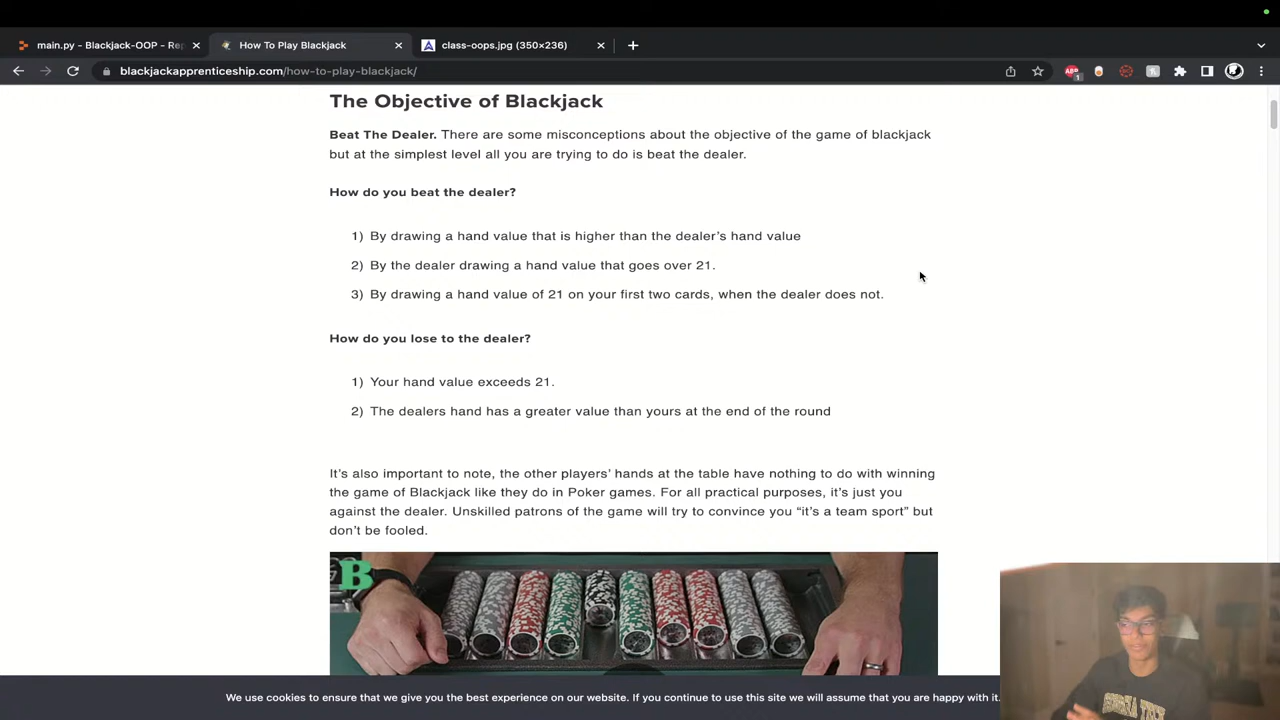 main.py - Blackjack-OOP - Rep
How To Play Blackjack
class-oops.jpg (350×236)
blackjackapprenticeship.com/how-to-play-blackjack/
ABP
1
The Objective of Blackjack
Beat The Dealer. There are some misconceptions about the objective of the game of blackjack
but at the simplest level all you are trying to do is beat the dealer.
How do you beat the dealer?
1) By drawing a hand value that is higher than the dealer’s hand value
2) By the dealer drawing a hand value that goes over 21.
3) By drawing a hand value of 21 on your first two cards, when the dealer does not.
How do you lose to the dealer?
1) Your hand value exceeds 21.
2) The dealers hand has a greater value than yours at the end of the round
It’s also important to note, the other players’ hands at the table have nothing to do with winning
the game of Blackjack like they do in Poker games. For all practical purposes, it’s just you
against the dealer. Unskilled patrons of the game will try to convince you “it’s a team sport” but
don’t be fooled.
B
We use cookies to ensure that we give you the best experience on our website. If you continue to use this site we will assume that you are happy with it.
GEORGIA TECH